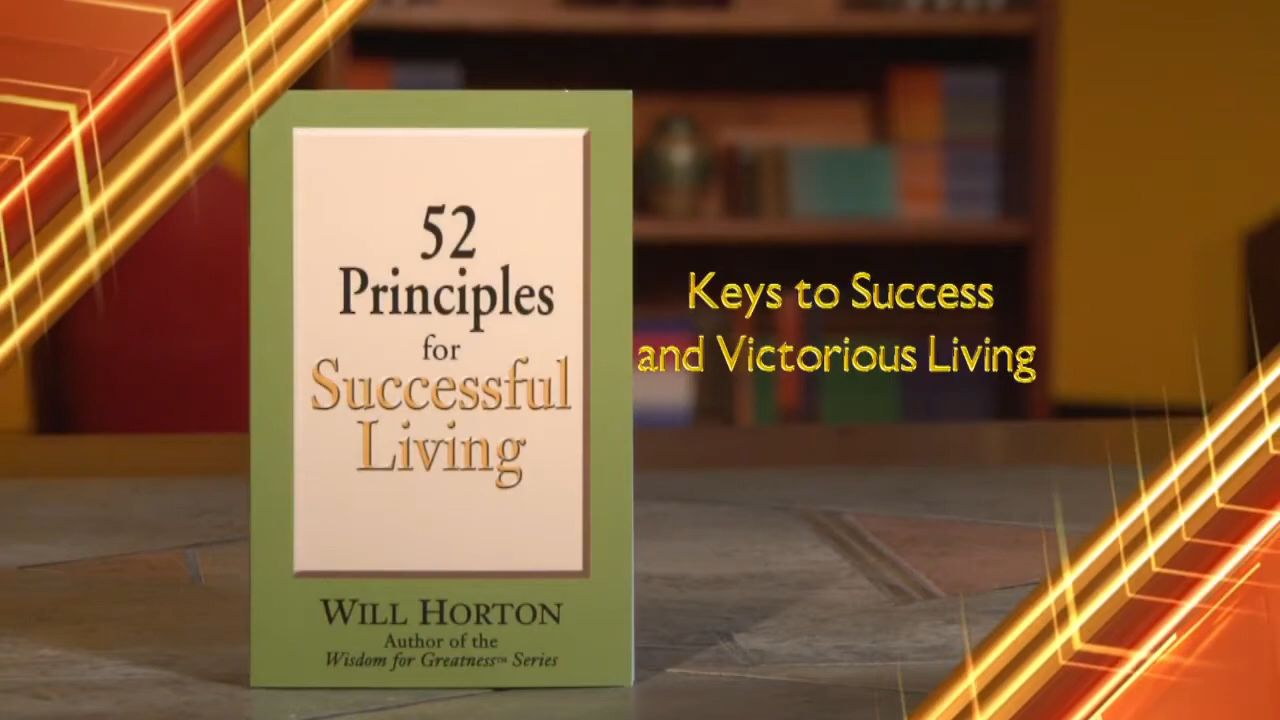 52
Principles
for
Successful
Living
WILL HORTON
Author of the
Wisdom for Greatness™ Series
Keys to Success
and Victorious Living